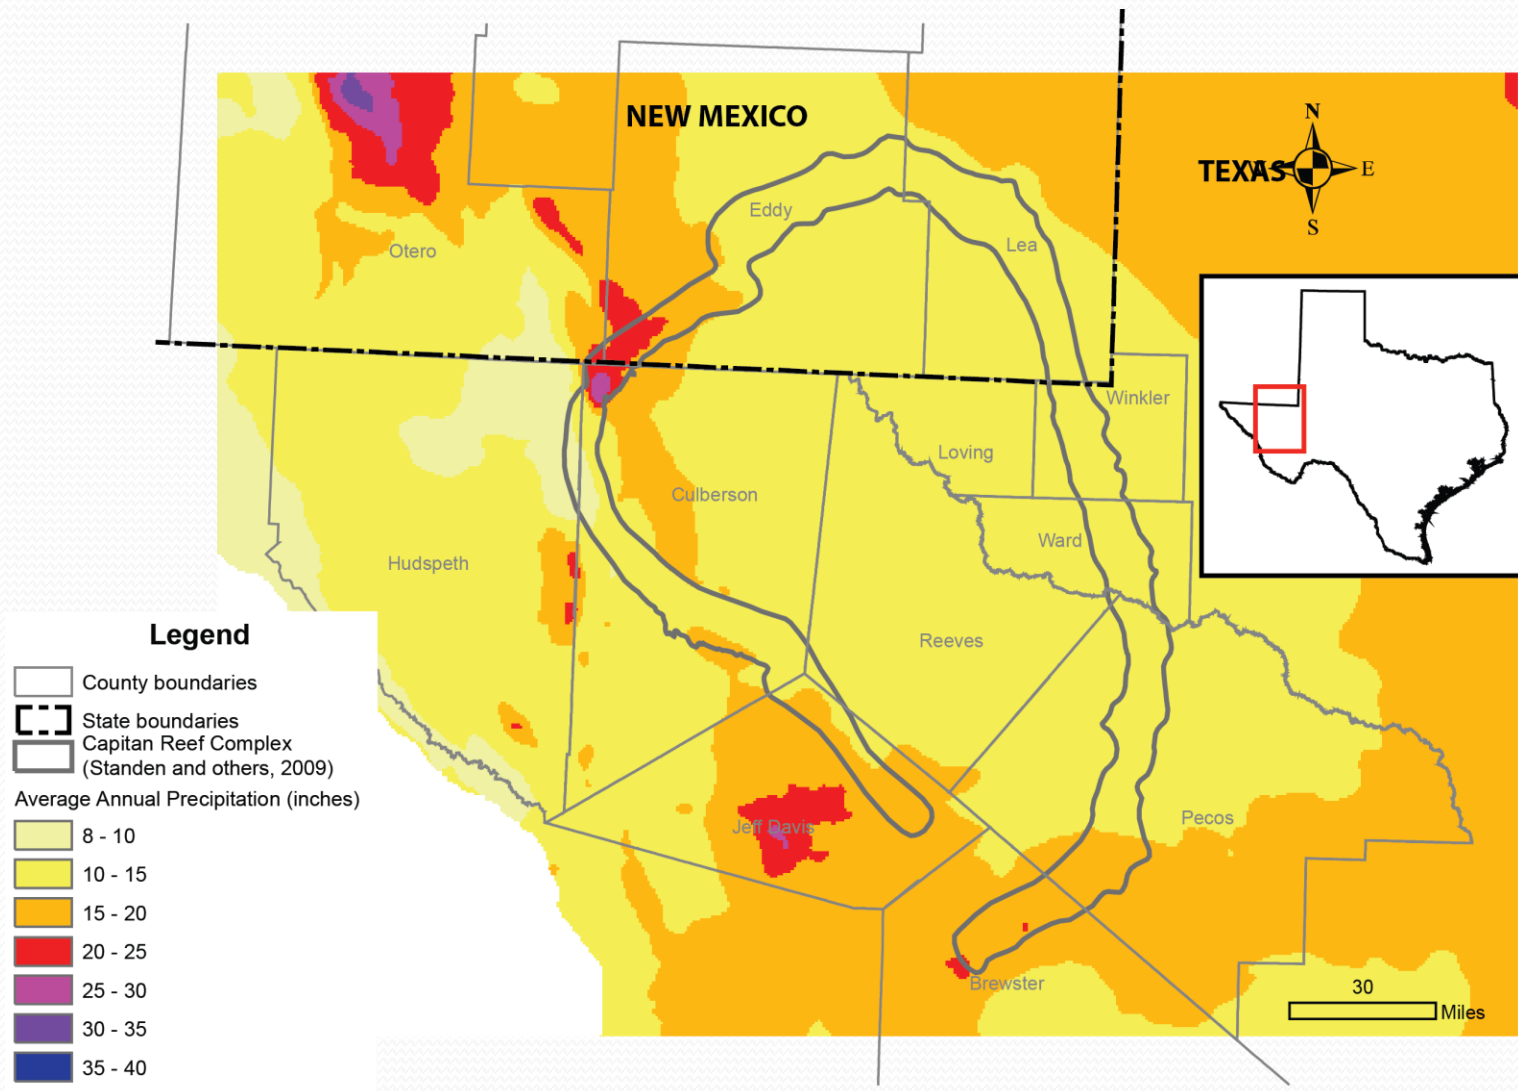 NEW MEXICO
N
TEXAS
W
E
S
Eddy
Lea
Otero
Winkler
Loving
Culberson
Ward
Hudspeth
Reeves
Jeff Davis
Pecos
Brewster
30
Miles
Legend
County boundaries
State boundaries
Capitan Reef Complex
(Standen and others, 2009)
Average Annual Precipitation (inches)
8 - 10
10 - 15
15 - 20
20 - 25
25 - 30
30 - 35
35 - 40